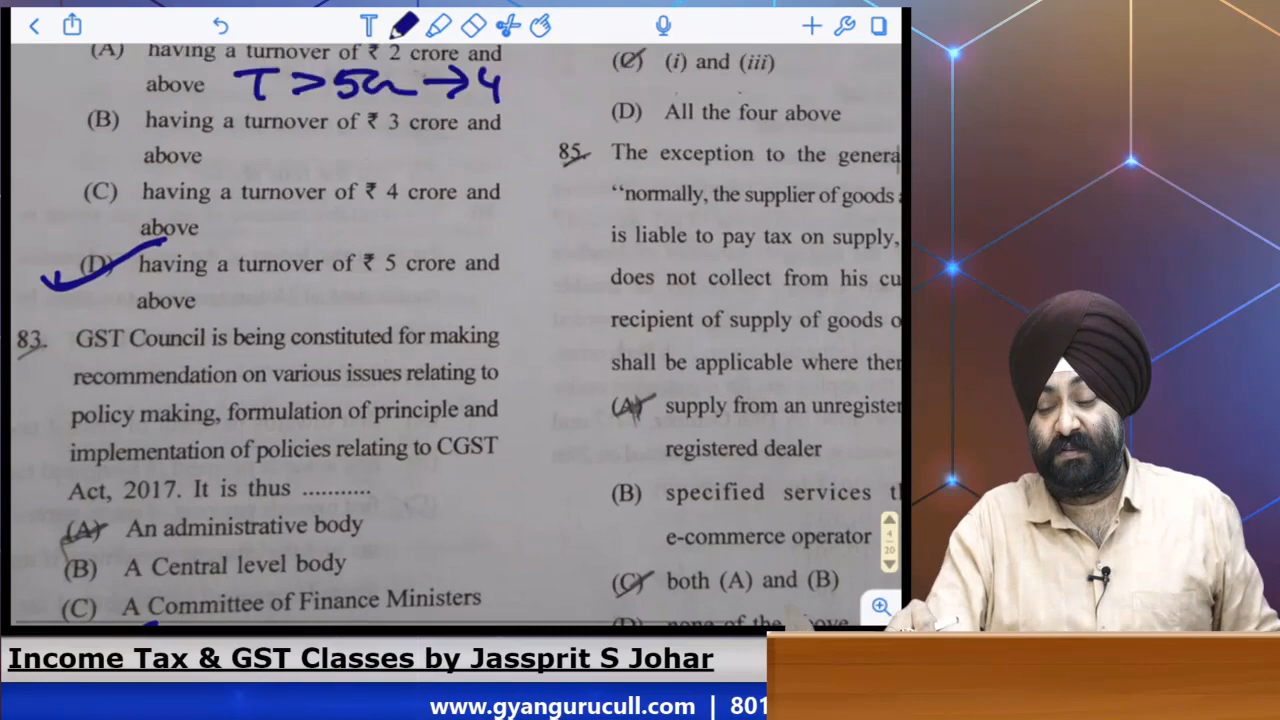 (A) having a turnover of ₹ 2 crore and
above T > 5cr → 4
(B) having a turnover of ₹ 3 crore and
above
(C) having a turnover of ₹ 4 crore and
above
(D) having a turnover of ₹ 5 crore and
above
83. GST Council is being constituted for making
recommendation on various issues relating to
policy making, formulation of principle and
implementation of policies relating to CGST
Act, 2017. It is thus ...........
(A) An administrative body
(B) A Central level body
(C) A Committee of Finance Ministers
(C) (i) and (iii)
(D) All the four above
85. The exception to the genera
“normally, the supplier of goods
is liable to pay tax on supply,
does not collect from his cu
recipient of supply of goods o
shall be applicable where ther
(A) supply from an unregister
registered dealer
(B) specified services t
e-commerce operator
(C) both (A) and (B)
(D) none of the above
4
20
Income Tax & GST Classes by Jassprit S Johar
www.gyangurucull.com | 801